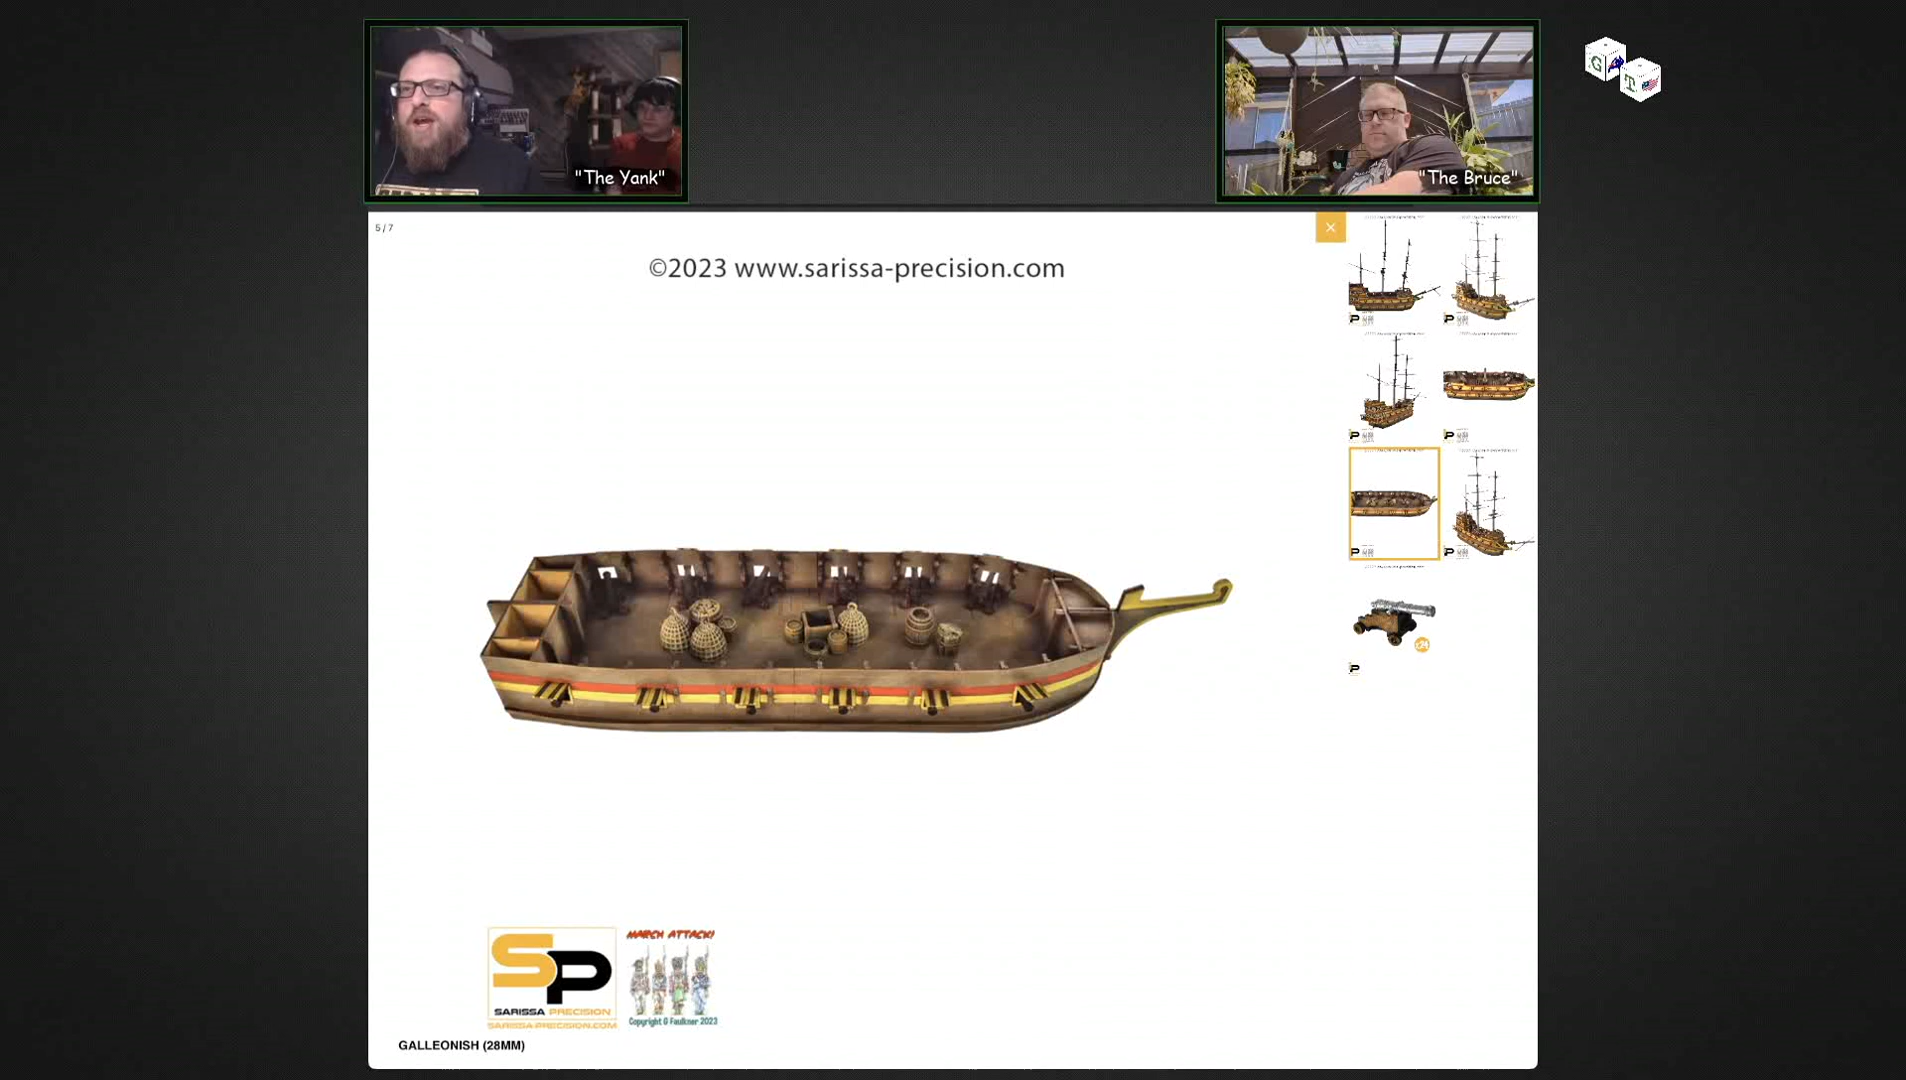 "The Yank"
"The Bruce"
G
T
5 / 7
©2023 www.sarissa-precision.com
SP
SARISSA PRECISION
SARISSA-PRECISION.COM
MARCH ATTACK!
Copyright G Faulkner 2023
GALLEONISH (28MM)